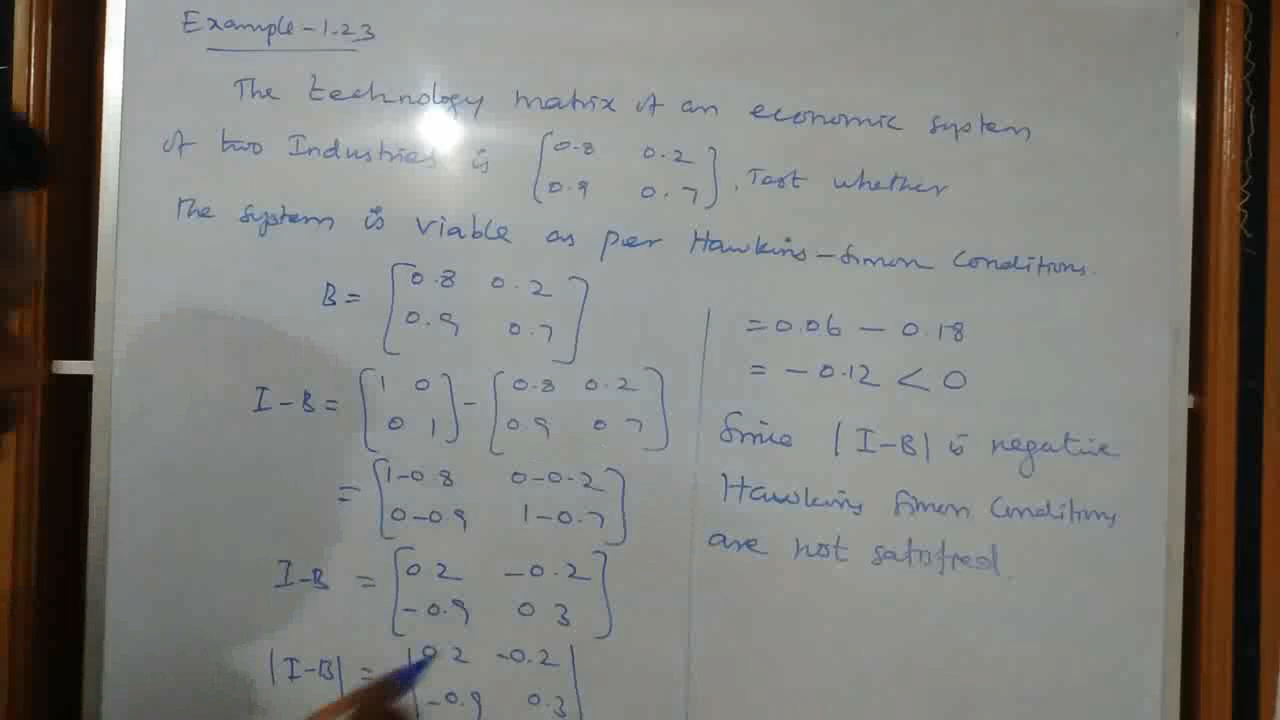 Example-1.23
The technology matrix of an economic system
of two Industries is [0.8 0.2
0.9 0.7]. Test whether
the system is viable as per Hawkins-Simon Conditions.
B = [0.8 0.2
0.9 0.7]
I-B = [1 0
0 1] - [0.8 0.2
0.9 0.7]
= [1-0.8 0-0.2
0-0.9 1-0.7]
I-B = [0.2 -0.2
-0.9 0.3]
|I-B| = |0.2 -0.2|
|-0.9 0.3|
= 0.06 - 0.18
= -0.12 < 0
Since |I-B| is negative
Hawkins Simon Conditions
are not satisfied.